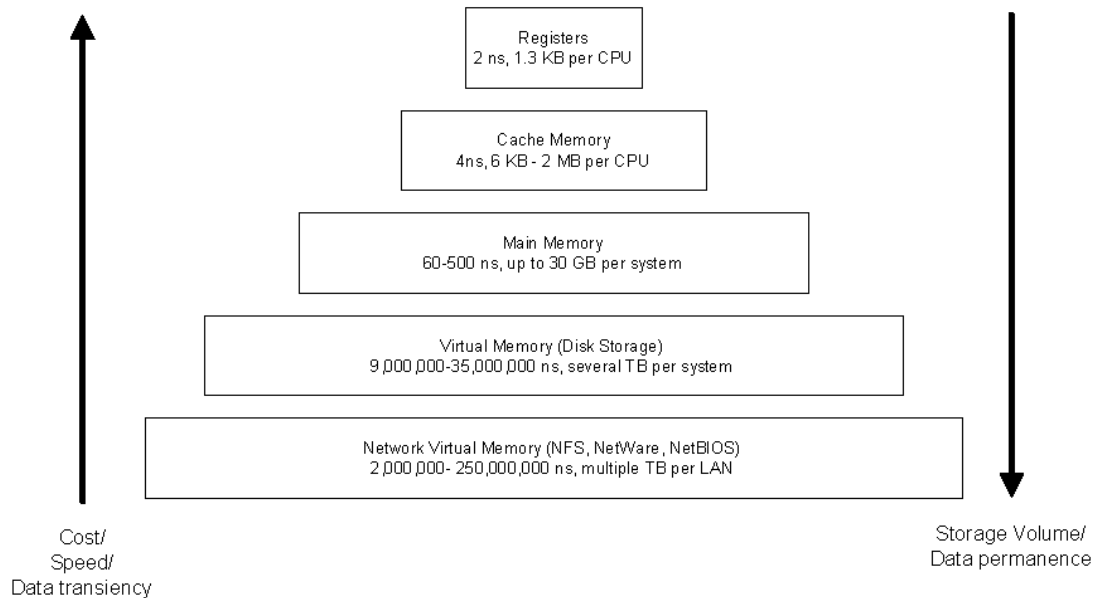 Registers
2 ns, 1.3 KB per CPU
Cache Memory
4ns, 6 KB - 2 MB per CPU
Main Memory
60-500 ns, up to 30 GB per system
Virtual Memory (Disk Storage)
9,000,000-35,000,000 ns, several TB per system
Network Virtual Memory (NFS, NetWare, NetBIOS)
2,000,000- 250,000,000 ns, multiple TB per LAN
Cost/
Speed/
Data transiency
Storage Volume/
Data permanence